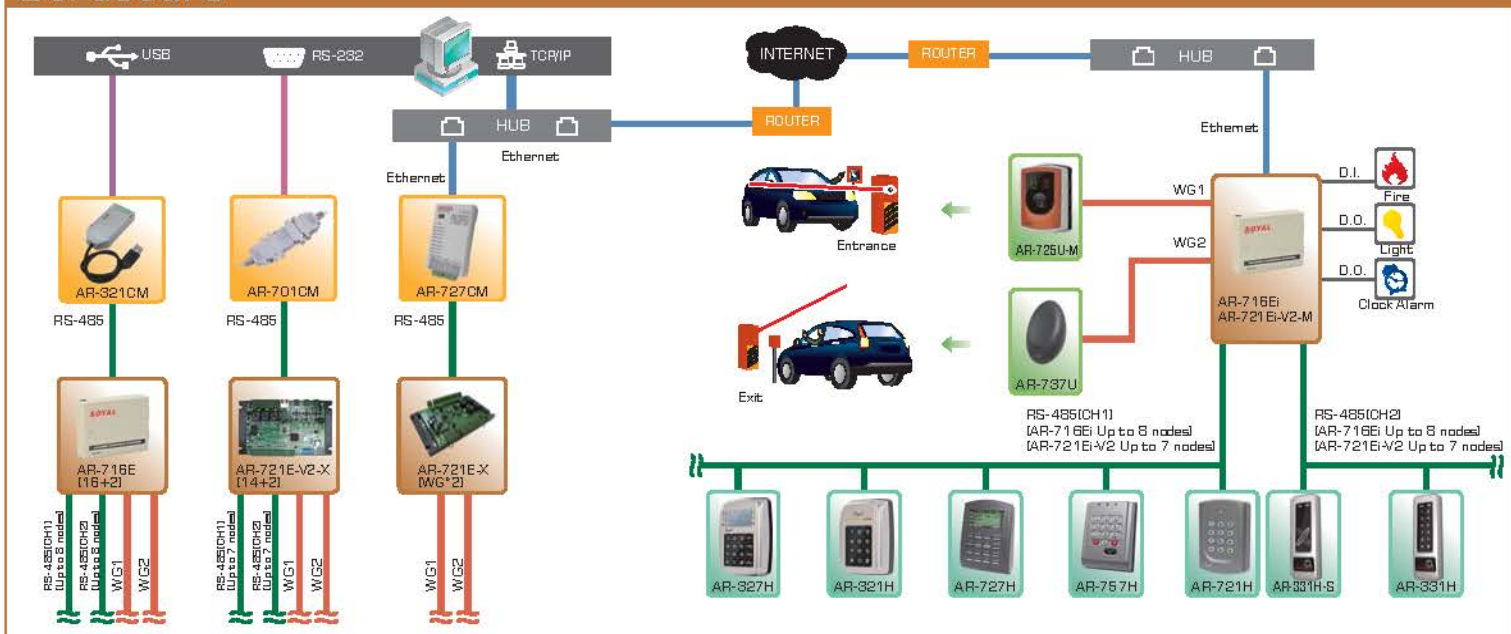 USB
RS-232
TCP/IP
HUB
Ethernet
Ethernet
INTERNET
ROUTER
ROUTER
HUB
Ethernet
AR-321CM
AR-701CM
AR-727CM
RS-485
RS-485
RS-485
SOYAL
AR-716E
(16+2)
AR-721E-V2-X
(14+2)
AR-721E-X
(WG*2)
RS-485(CH1)
(Up to 8 nodes)
RS-485(CH2)
(Up to 8 nodes)
WG1
WG2
RS-485(CH1)
(Up to 7 nodes)
RS-485(CH2)
(Up to 7 nodes)
WG1
WG2
WG1
WG2
Entrance
Exit
AR-725U-M
AR-737U
WG1
WG2
SOYAL
AR-716Ei
AR-721Ei-V2-M
D.I.
Fire
D.O.
Light
D.O.
Clock Alarm
RS-485(CH1)
(AR-716Ei Up to 8 nodes)
(AR-721Ei-V2 Up to 7 nodes)
RS-485(CH2)
(AR-716Ei Up to 8 nodes)
(AR-721Ei-V2 Up to 7 nodes)
AR-327H
AR-321H
AR-727H
AR-757H
AR-721H
AR-331H-S
AR-331H